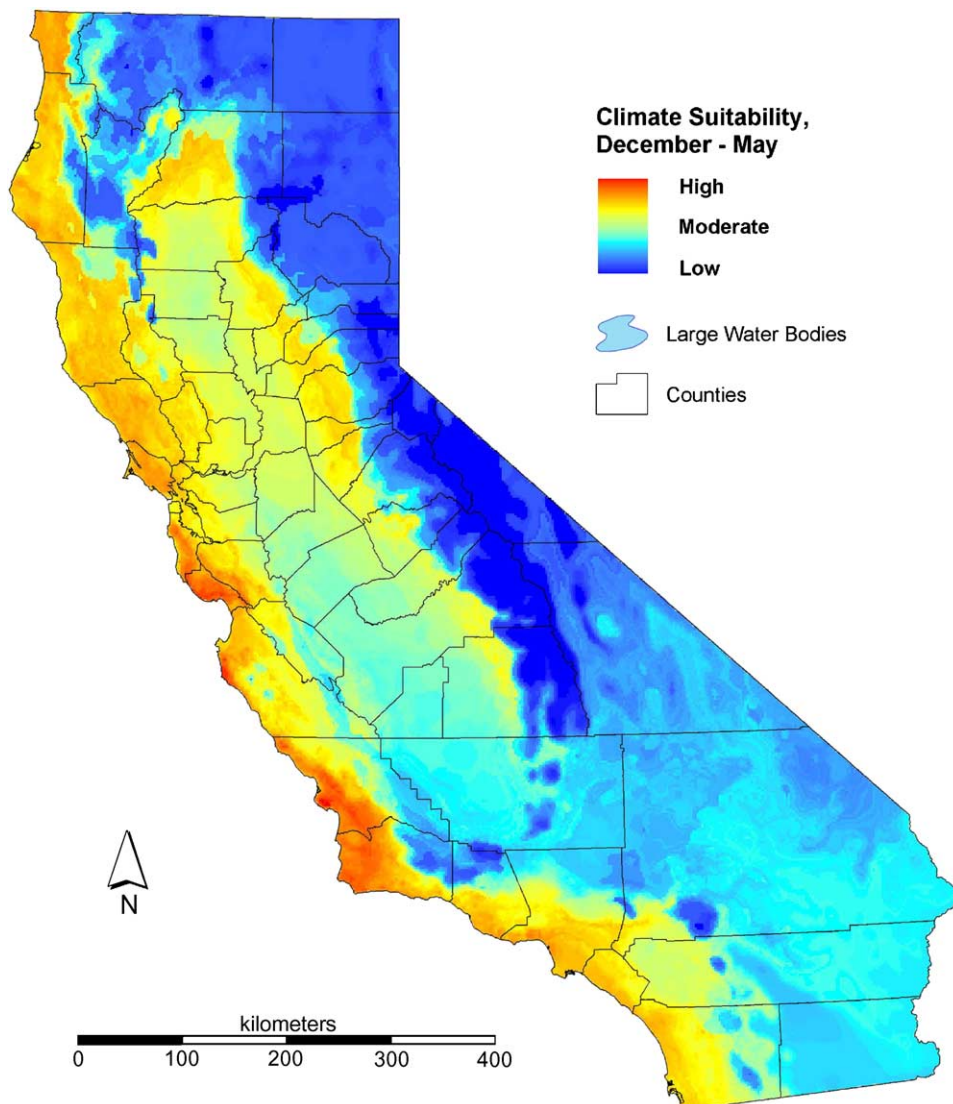 Climate Suitability,
December - May
High
Moderate
Low
Large Water Bodies
Counties
N
kilometers
0 100 200 300 400